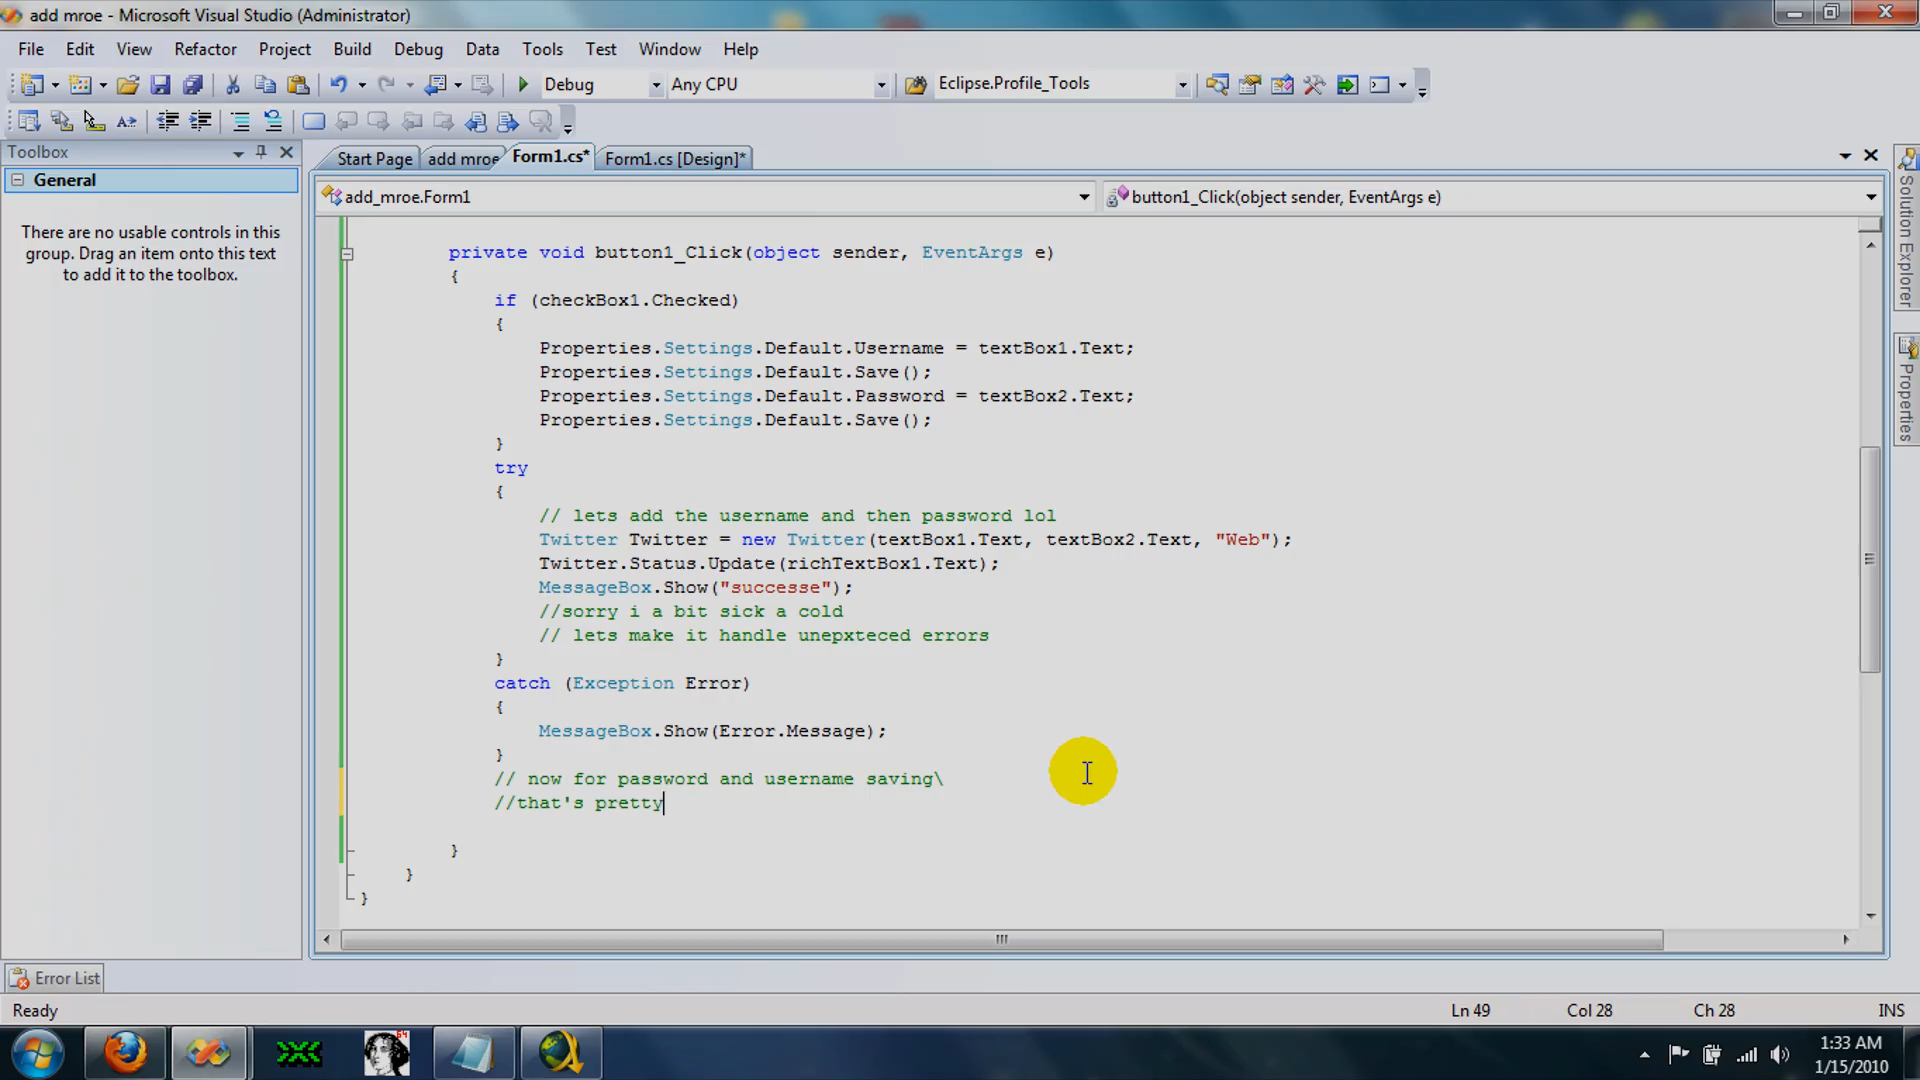 add mroe - Microsoft Visual Studio (Administrator)
File Edit View Refactor Project Build Debug Data Tools Test Window Help
Debug Any CPU Eclipse.Profile_Tools
Toolbox
Start Page add mroe Form1.cs* Form1.cs [Design]*
General
add_mroe.Form1 button1_Click(object sender, EventArgs e)
There are no usable controls in this
group. Drag an item onto this text
to add it to the toolbox.
Solution Explorer
Properties
private void button1_Click(object sender, EventArgs e)
{
if (checkBox1.Checked)
{
Properties.Settings.Default.Username = textBox1.Text;
Properties.Settings.Default.Save();
Properties.Settings.Default.Password = textBox2.Text;
Properties.Settings.Default.Save();
}
try
{
// lets add the username and then password lol
Twitter Twitter = new Twitter(textBox1.Text, textBox2.Text, "Web");
Twitter.Status.Update(richTextBox1.Text);
MessageBox.Show("successe");
//sorry i a bit sick a cold
// lets make it handle unepxteced errors
}
catch (Exception Error)
{
MessageBox.Show(Error.Message);
}
// now for password and username saving\
//that's pretty
}
}
}
Error List
Ready Ln 49 Col 28 Ch 28 INS
64
1:33 AM
1/15/2010